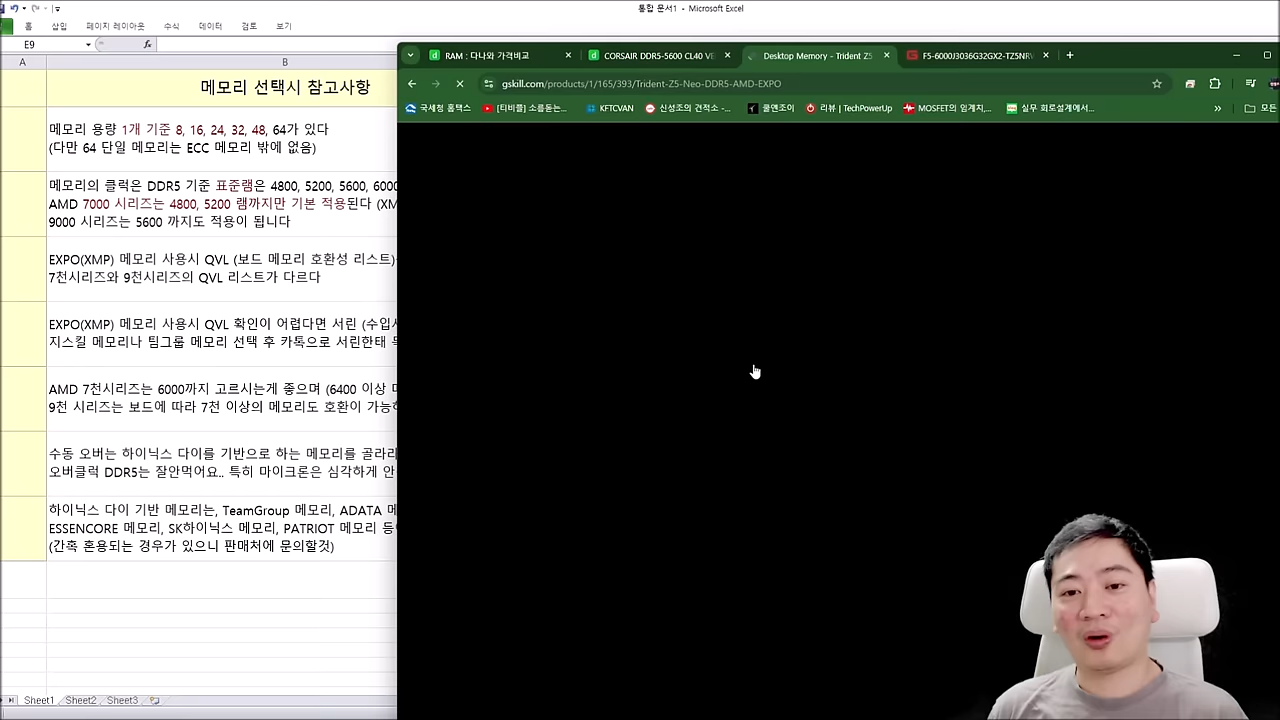 통합 문서1 - Microsoft Excel
홈 삽입 페이지 레이아웃 수식 데이터 검토 보기
E9 fx
A B
메모리 선택시 참고사항
메모리 용량 1개 기준 8, 16, 24, 32, 48, 64가 있다
(다만 64 단일 메모리는 ECC 메모리 밖에 없음)
메모리의 클럭은 DDR5 기준 표준램은 4800, 5200, 5600, 6000
AMD 7000 시리즈는 4800, 5200 램까지만 기본 적용된다 (XM
9000 시리즈는 5600 까지도 적용이 됩니다
EXPO(XMP) 메모리 사용시 QVL (보드 메모리 호환성 리스트)
7천시리즈와 9천시리즈의 QVL 리스트가 다르다
EXPO(XMP) 메모리 사용시 QVL 확인이 어렵다면 서린 (수입
지스킬 메모리나 팀그룹 메모리 선택 후 카톡으로 서린한태
AMD 7천시리즈는 6000까지 고르시는게 좋으며 (6400 이상
9천 시리즈는 보드에 따라 7천 이상의 메모리도 호환이 가능
수동 오버는 하이닉스 다이를 기반으로 하는 메모리를 골라
오버클럭 DDR5는 잘안먹어요.. 특히 마이크론은 심각하게 안
하이닉스 다이 기반 메모리는, TeamGroup 메모리, ADATA
ESSENCORE 메모리, SK하이닉스 메모리, PATRIOT 메모리
(간혹 혼용되는 경우가 있으니 판매처에 문의할것)
Sheet1 Sheet2 Sheet3
RAM : 다나와 가격비교
CORSAIR DDR5-5600 CL40 VE
Desktop Memory - Trident Z5
F5-6000J3036G32GX2-TZ5NR
gskill.com/products/1/165/393/Trident-Z5-Neo-DDR5-AMD-EXPO
국세청 홈택스 [티비플] 소름돋는... KFTCVAN 신성조의 견적소 -... 쿨앤조이 리뷰 | TechPowerUp MOSFET의 임계지,... 실무 회로설계에서... » 모든